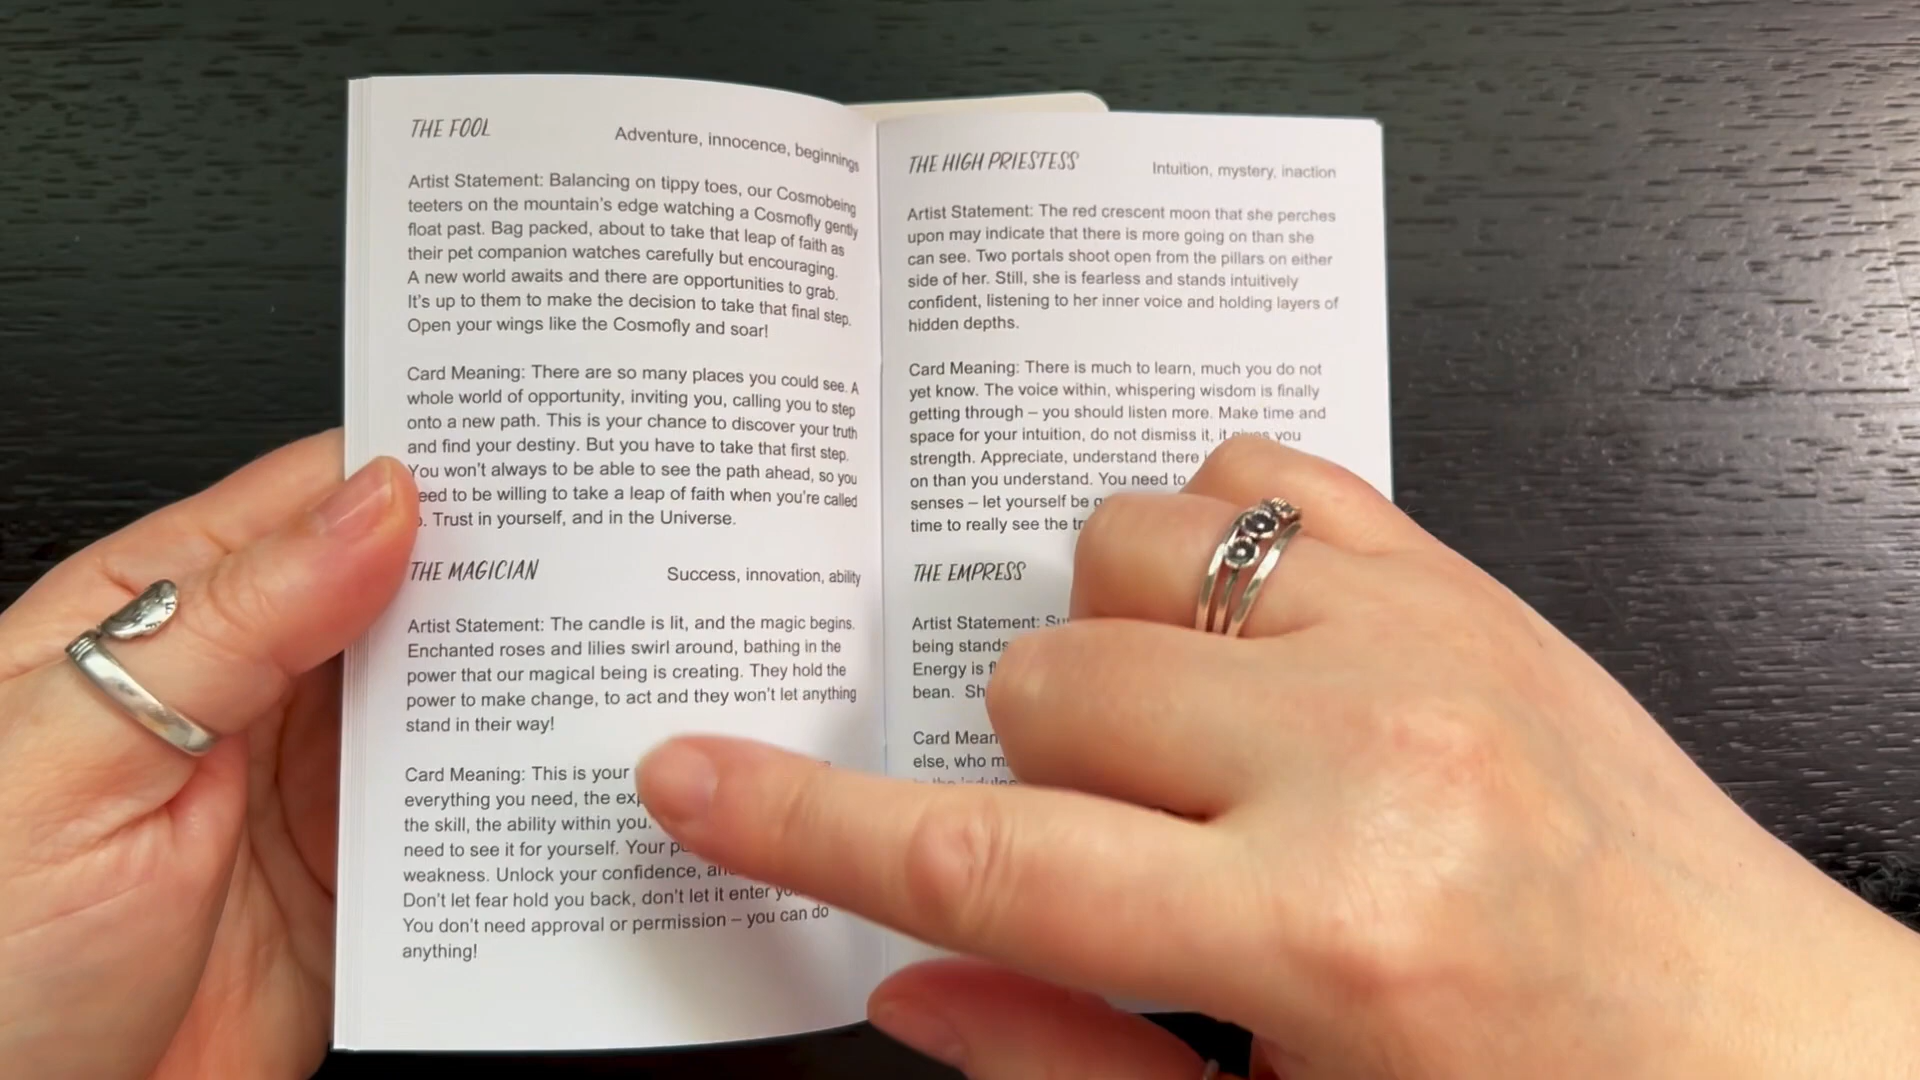 THE FOOL
Adventure, innocence, beginnings
Artist Statement: Balancing on tippy toes, our Cosmobeing
teeters on the mountain's edge watching a Cosmofly gently
float past. Bag packed, about to take that leap of faith as
their pet companion watches carefully but encouraging.
A new world awaits and there are opportunities to grab.
It's up to them to make the decision to take that final step.
Open your wings like the Cosmofly and soar!
Card Meaning: There are so many places you could see. A
whole world of opportunity, inviting you, calling you to step
onto a new path. This is your chance to discover your truth
and find your destiny. But you have to take that first step.
You won't always to be able to see the path ahead, so you
to be willing to take a leap of faith when you're called
Trust in yourself, and in the Universe.
THE MAGICIAN
Success, innovation, ability
Artist Statement: The candle is lit, and the magic begins.
Enchanted roses and lilies swirl around, bathing in the
power that our magical being is creating. They hold the
power to make change, to act and they won't let anything
stand in their way!
Card Meaning: This is your
everything you need, the
the skill, the ability within you.
need to see it for yourself. Your
weakness. Unlock your confidence,
Don't let fear hold you back, don't let it enter
You don't need approval or permission – you can do
anything!
THE HIGH PRIESTESS
Intuition, mystery, inaction
Artist Statement: The red crescent moon that she perches
upon may indicate that there is more going on than she
can see. Two portals shoot open from the pillars on either
side of her. Still, she is fearless and stands intuitively
confident, listening to her inner voice and holding layers of
hidden depths.
Card Meaning: There is much to learn, much you do not
yet know. The voice within, whispering wisdom is finally
getting through – you should listen more. Make time and
space for your intuition, do not dismiss it, it gives you
strength. Appreciate, understand there
on than you understand. You need to
senses – let yourself be
time to really see the
THE EMPRESS
Artist Statement:
being stands
Energy is
bean.
Card
else, who